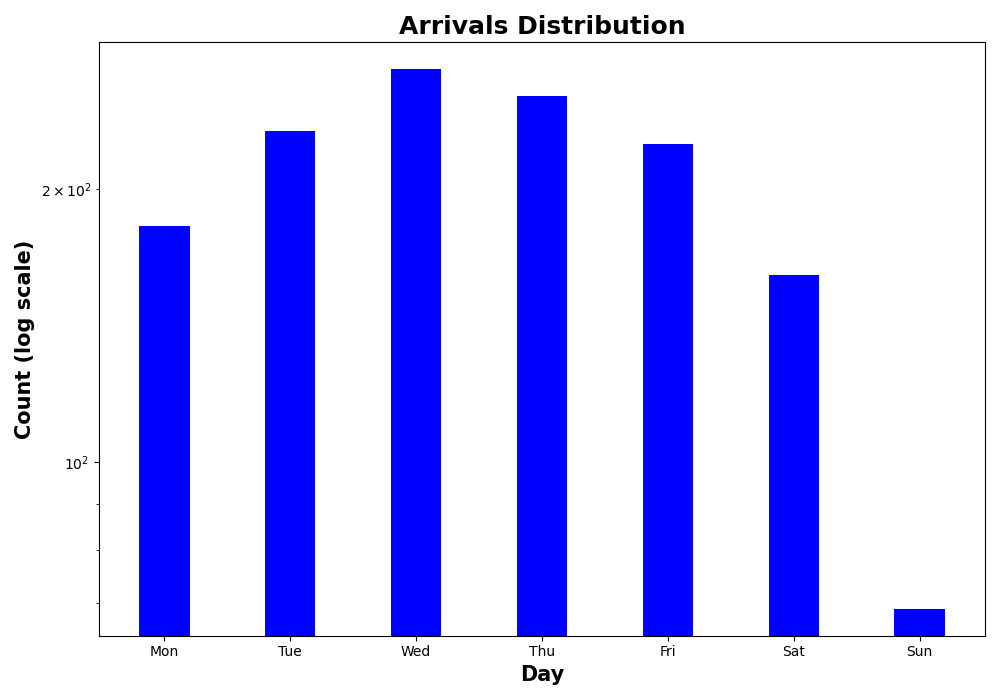 Arrivals Distribution
Count (log scale)
2 × 10²
10²
Mon Tue Wed Thu Fri Sat Sun
Day